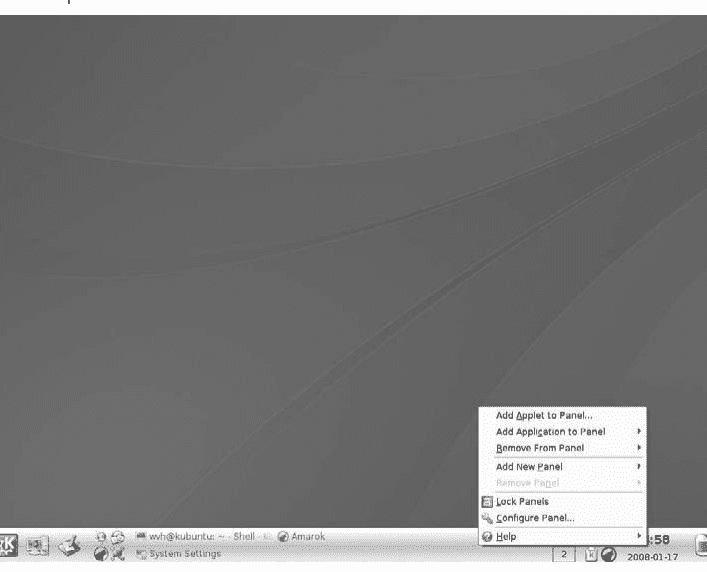 Add Applet to Panel...
Add Application to Panel
Remove From Panel
Add New Panel
Remove Panel
Lock Panels
Configure Panel...
Help
wvh@kubuntu: ~ - Shell
Amarok
:58
System Settings
2
2008-01-17